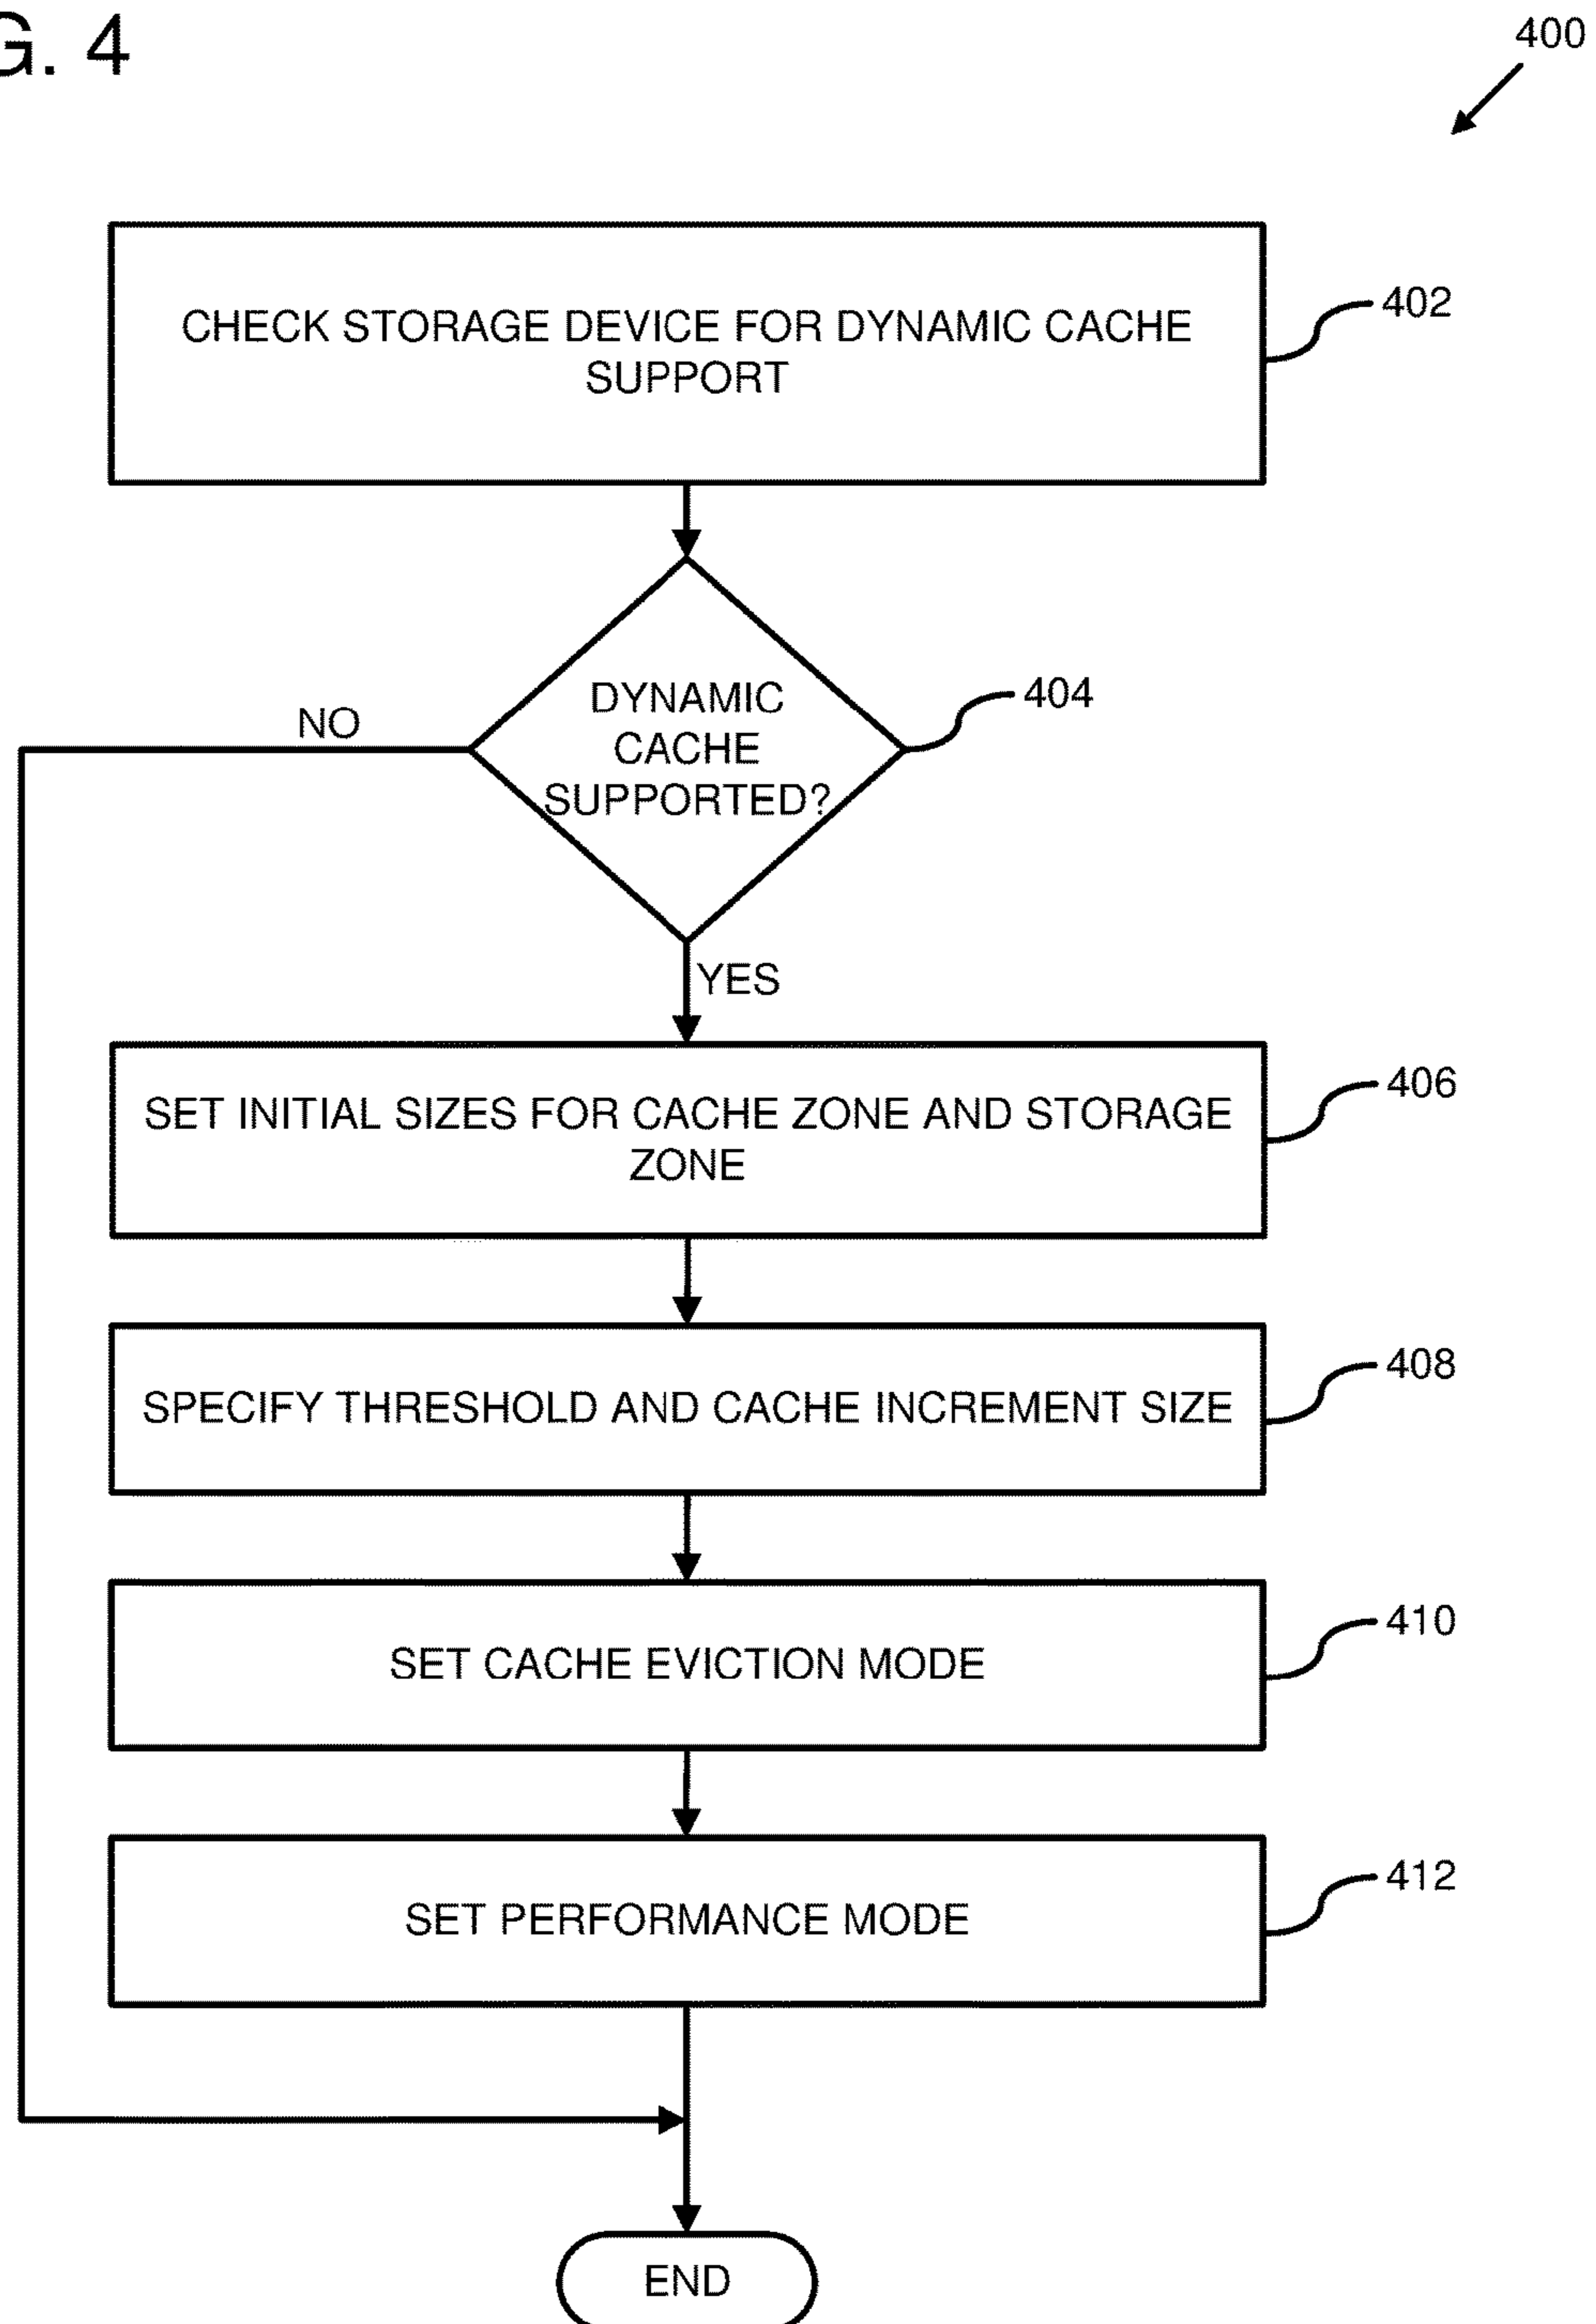 G. 4
400
CHECK STORAGE DEVICE FOR DYNAMIC CACHE
SUPPORT
402
DYNAMIC
CACHE
SUPPORTED?
404
NO
YES
SET INITIAL SIZES FOR CACHE ZONE AND STORAGE
ZONE
406
SPECIFY THRESHOLD AND CACHE INCREMENT SIZE
408
SET CACHE EVICTION MODE
410
SET PERFORMANCE MODE
412
END